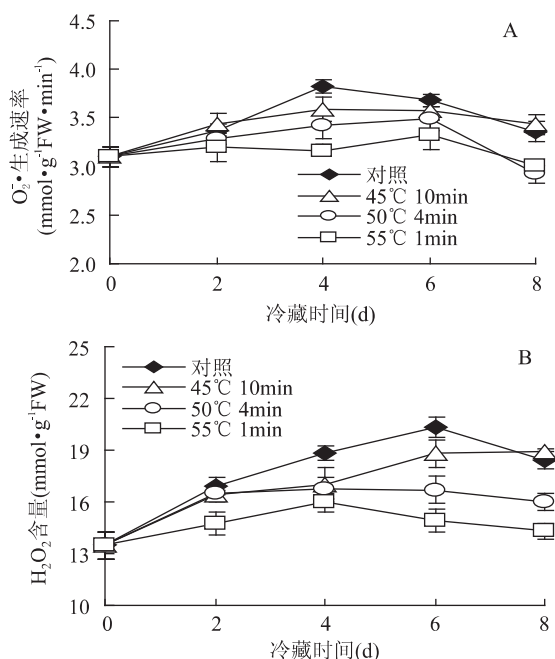 A
O₂⁻•生成速率
(mmol•g⁻¹FW•min⁻¹)
4.5
4.0
3.5
3.0
2.5
2.0
对照
45℃ 10min
50℃ 4min
55℃ 1min
0 2 4 6 8
冷藏时间(d)
B
H₂O₂含量(mmol•g⁻¹FW)
25
22
19
16
13
10
对照
45℃ 10min
50℃ 4min
55℃ 1min
0 2 4 6 8
冷藏时间(d)